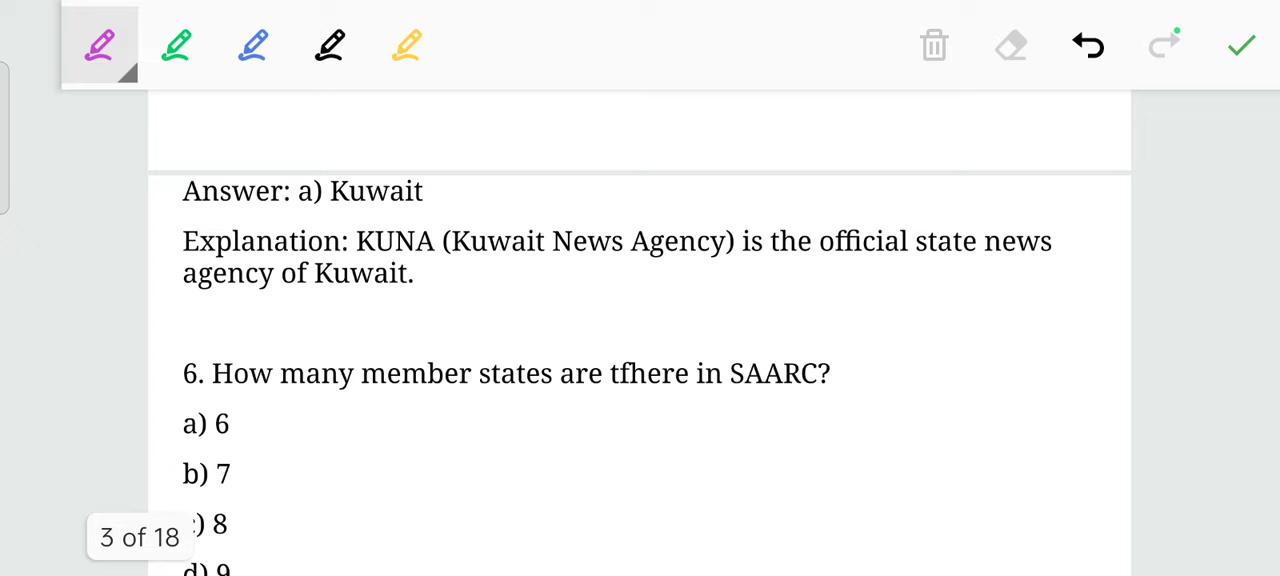 Answer: a) Kuwait
Explanation: KUNA (Kuwait News Agency) is the official state news
agency of Kuwait.
6. How many member states are tfhere in SAARC?
a) 6
b) 7
) 8
d) 9
3 of 18